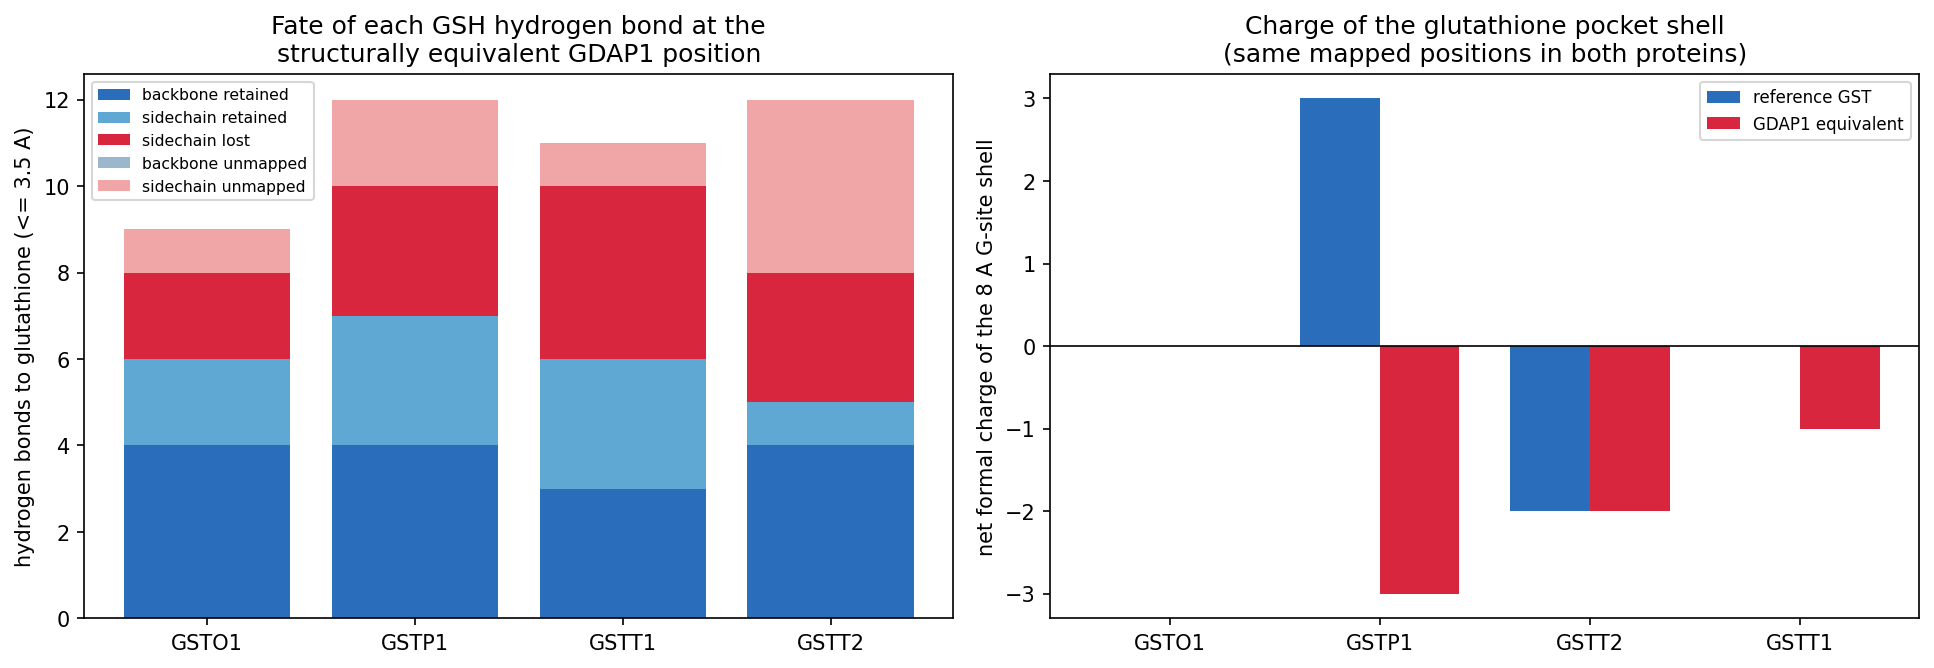 Fate of each GSH hydrogen bond at the
structurally equivalent GDAP1 position
hydrogen bonds to glutathione (<= 3.5 A)
12
10
8
6
4
2
0
backbone retained
sidechain retained
sidechain lost
backbone unmapped
sidechain unmapped
GSTO1
GSTP1
GSTT1
GSTT2
Charge of the glutathione pocket shell
(same mapped positions in both proteins)
net formal charge of the 8 A G-site shell
3
2
1
0
−1
−2
−3
reference GST
GDAP1 equivalent
GSTO1
GSTP1
GSTT2
GSTT1